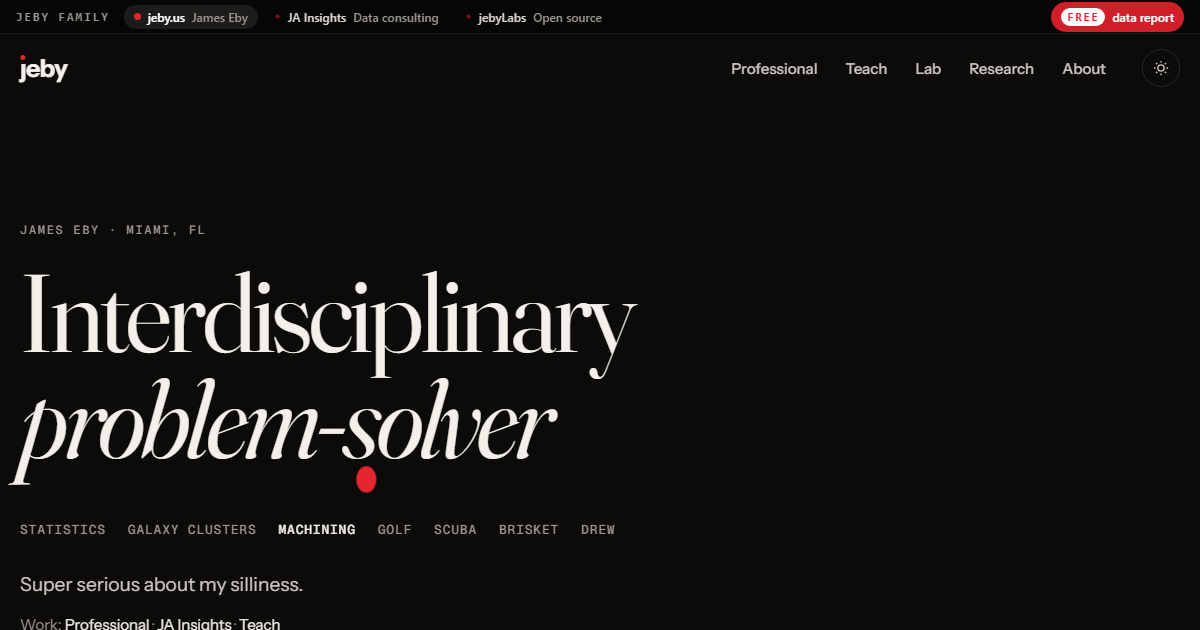 JEBY FAMILY jeby.us James Eby JA Insights Data consulting jebyLabs Open source FREE data report
jeby Professional Teach Lab Research About
JAMES EBY · MIAMI, FL
Interdisciplinary
problem-solver
STATISTICS GALAXY CLUSTERS MACHINING GOLF SCUBA BRISKET DREW
Super serious about my silliness.
Work: Professional · JA Insights · Teach